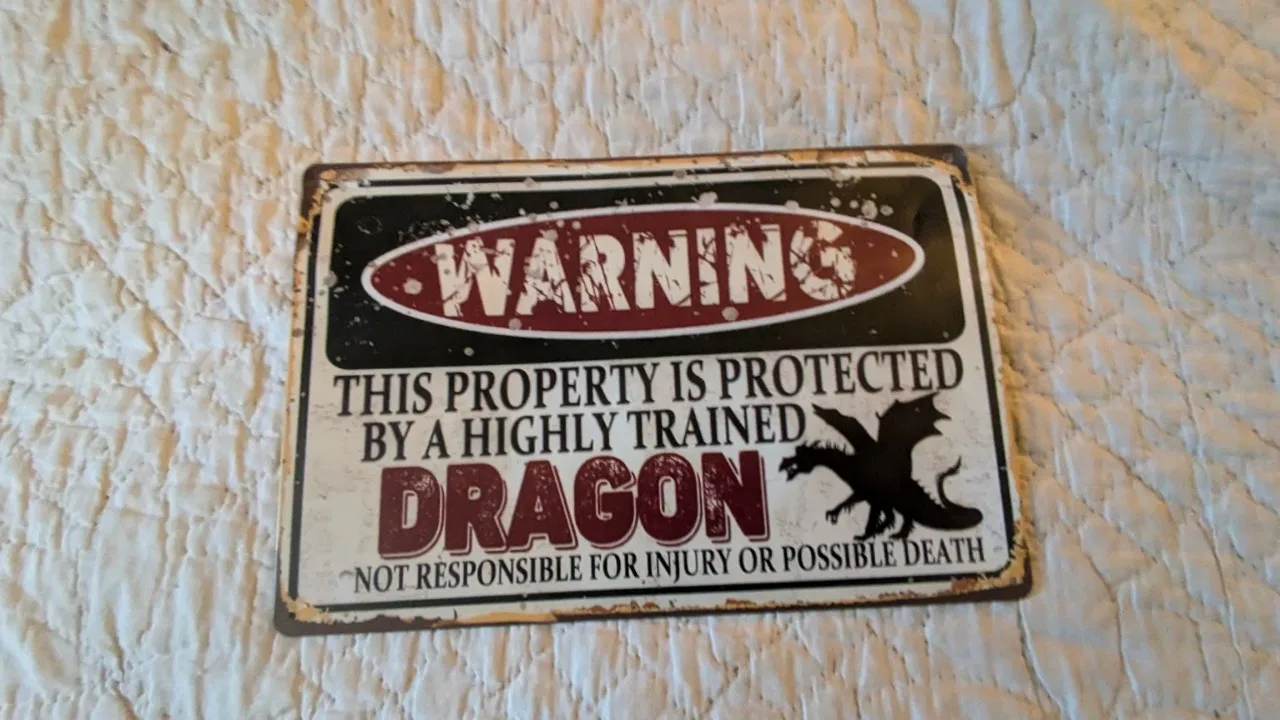 WARNING
THIS PROPERTY IS PROTECTED
BY A HIGHLY TRAINED
DRAGON
NOT RESPONSIBLE FOR INJURY OR POSSIBLE DEATH